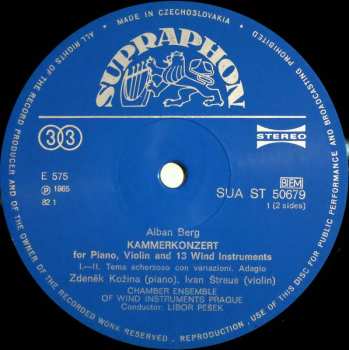 MADE IN CZECHOSLOVAKIA
ALL RIGHTS OF THE RECORD PRODUCER AND OF THE OWNER OF THE RECORDED WORK RESERVED. REPRODUCTION, USE OF THIS DISC FOR PUBLIC PERFORMANCE AND BROADCASTING PROHIBITED
SUPRAPHON
33
STEREO
E 575
℗ 1965
82 1
BIEM
SUA ST 50679
1 (2 sides)
Alban Berg
KAMMERKONZERT
for Piano, Violin and 13 Wind Instruments
I.—II. Tema scherzoso con variazioni. Adagio
Zdeněk Kožina (piano), Ivan Štraus (violin)
CHAMBER ENSEMBLE
OF WIND INSTRUMENTS PRAGUE
Conductor: LIBOR PEŠEK